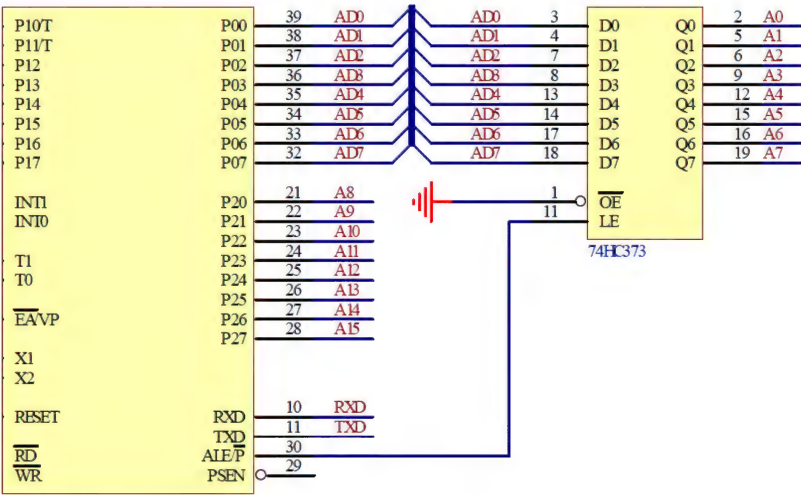 P10/T P00 39 AD0 AD0 3 D0 Q0 2 A0
P11/T P01 38 AD1 AD1 4 D1 Q1 5 A1
P12 P02 37 AD2 AD2 7 D2 Q2 6 A2
P13 P03 36 AD3 AD3 8 D3 Q3 9 A3
P14 P04 35 AD4 AD4 13 D4 Q4 12 A4
P15 P05 34 AD5 AD5 14 D5 Q5 15 A5
P16 P06 33 AD6 AD6 17 D6 Q6 16 A6
P17 P07 32 AD7 AD7 18 D7 Q7 19 A7
INT1 P20 21 A8 1 OE
INT0 P21 22 A9 11 LE
P22 23 A10
T1 P23 24 A11 74HC373
T0 P24 25 A12
P25 26 A13
EA/VP P26 27 A14
P27 28 A15
X1
X2
RESET RXD 10 RXD
TXD 11 TXD
RD ALE/P 30
WR PSEN 29